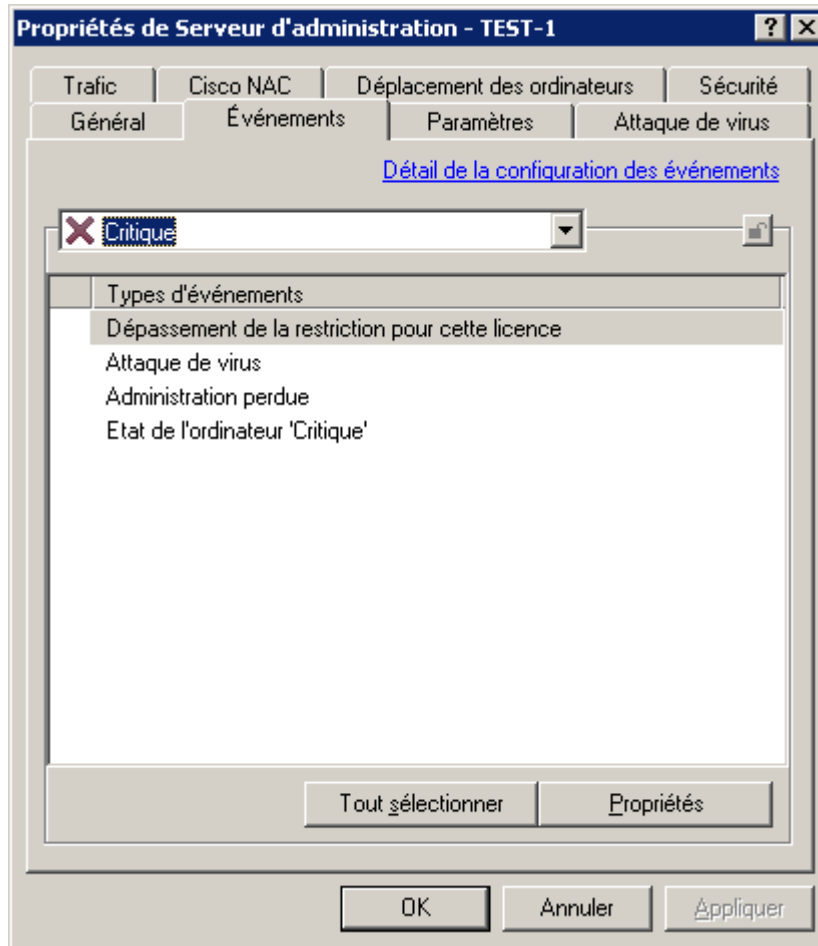 Propriétés de Serveur d'administration - TEST-1
Trafic Cisco NAC Déplacement des ordinateurs Sécurité
Général Événements Paramètres Attaque de virus
Détail de la configuration des événements
Critique
Types d'événements
Dépassement de la restriction pour cette licence
Attaque de virus
Administration perdue
Etat de l'ordinateur 'Critique'
Tout sélectionner Propriétés
OK Annuler Appliquer